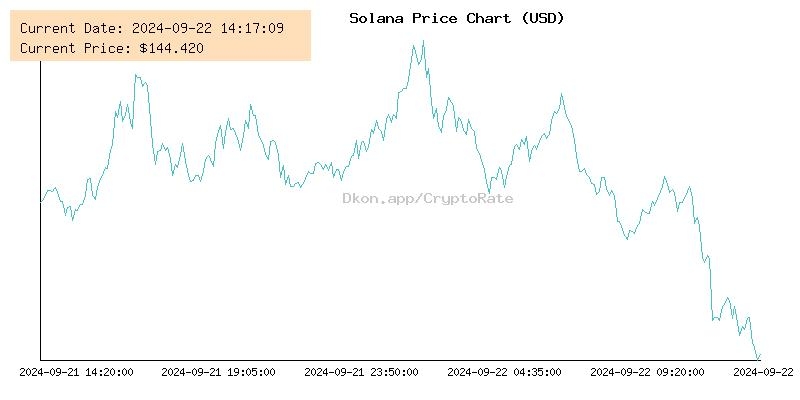 Solana Price Chart (USD)
Current Date: 2024-09-22 14:17:09
Current Price: $144.420
Dkon.app/CryptoRate
2024-09-21 14:20:00 2024-09-21 19:05:00 2024-09-21 23:50:00 2024-09-22 04:35:00 2024-09-22 09:20:00 2024-09-22